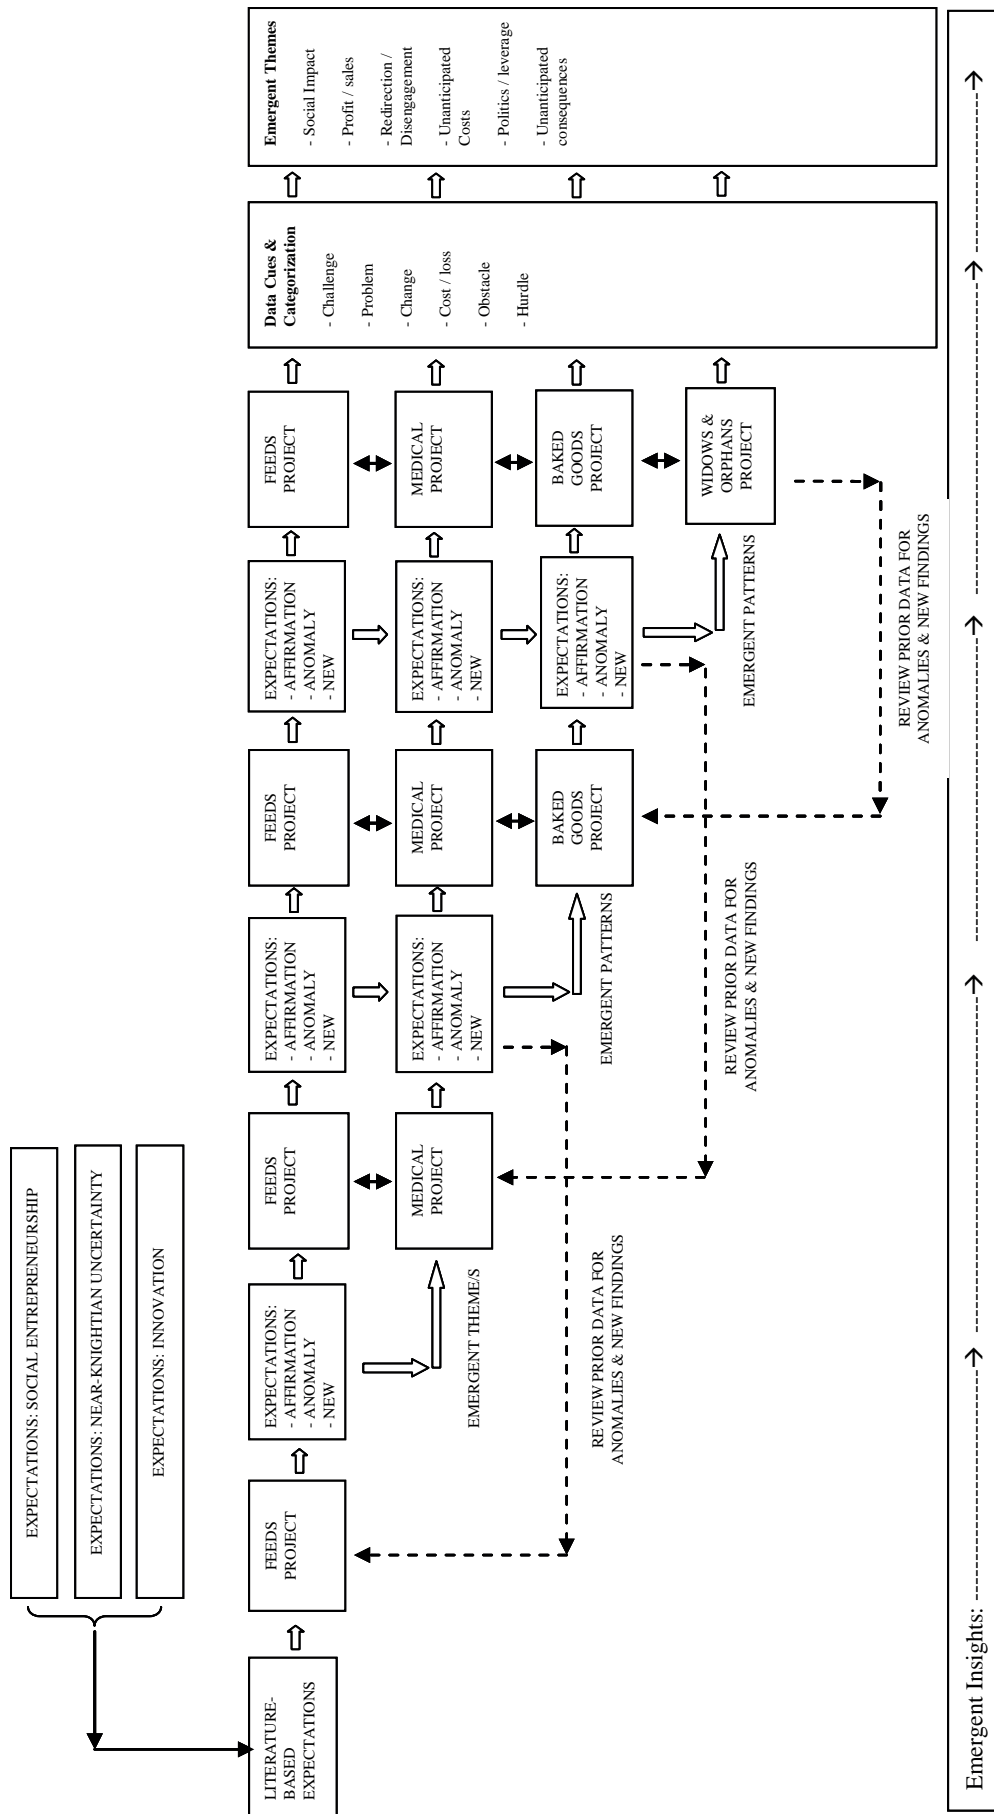 EXPECTATIONS: SOCIAL ENTREPRENEURSHIP
EXPECTATIONS: NEAR-KNIGHTIAN UNCERTAINTY
EXPECTATIONS: INNOVATION
LITERATURE-
BASED
EXPECTATIONS
FEEDS
PROJECT
EXPECTATIONS:
- AFFIRMATION
- ANOMALY
- NEW
FEEDS
PROJECT
EXPECTATIONS:
- AFFIRMATION
- ANOMALY
- NEW
FEEDS
PROJECT
EXPECTATIONS:
- AFFIRMATION
- ANOMALY
- NEW
FEEDS
PROJECT
EMERGENT THEME/S
MEDICAL
PROJECT
EXPECTATIONS:
- AFFIRMATION
- ANOMALY
- NEW
MEDICAL
PROJECT
EXPECTATIONS:
- AFFIRMATION
- ANOMALY
- NEW
MEDICAL
PROJECT
EMERGENT PATTERNS
BAKED
GOODS
PROJECT
EXPECTATIONS:
- AFFIRMATION
- ANOMALY
- NEW
BAKED
GOODS
PROJECT
EMERGENT PATTERNS
WIDOWS &
ORPHANS
PROJECT
REVIEW PRIOR DATA FOR
ANOMALIES & NEW FINDINGS
REVIEW PRIOR DATA FOR
ANOMALIES & NEW FINDINGS
REVIEW PRIOR DATA FOR
ANOMALIES & NEW FINDINGS
Data Cues &
Categorization
- Challenge
- Problem
- Change
- Cost / loss
- Obstacle
- Hurdle
Emergent Themes
- Social Impact
- Profit / sales
- Redirection /
Disengagement
- Unanticipated
Costs
- Politics / leverage
- Unanticipated
consequences
Emergent Insights: